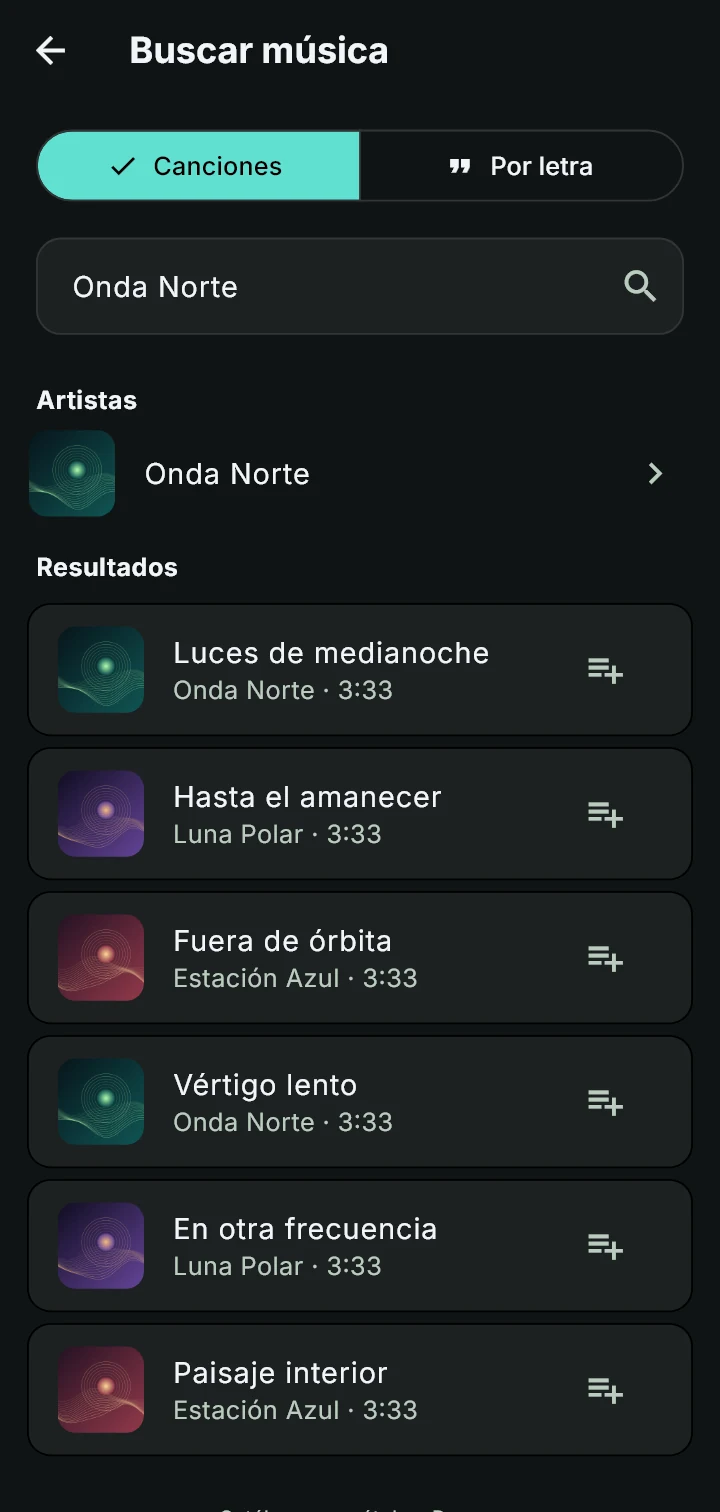 Buscar música
Canciones
Por letra
Onda Norte
Artistas
Onda Norte
Resultados
Luces de medianoche
Onda Norte · 3:33
Hasta el amanecer
Luna Polar · 3:33
Fuera de órbita
Estación Azul · 3:33
Vértigo lento
Onda Norte · 3:33
En otra frecuencia
Luna Polar · 3:33
Paisaje interior
Estación Azul · 3:33